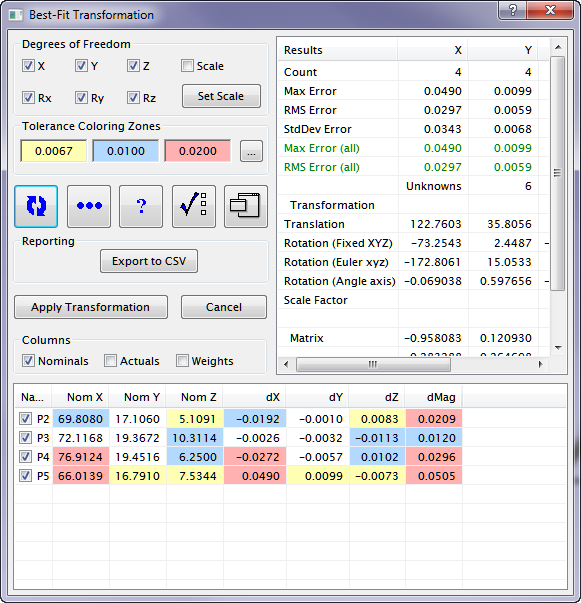 Best-Fit Transformation
Degrees of Freedom
X Y Z Scale
Rx Ry Rz Set Scale
Tolerance Coloring Zones
0.0067 0.0100 0.0200 ...
?
Reporting
Export to CSV
Apply Transformation Cancel
Columns
Nominals Actuals Weights
Results X Y
Count 4 4
Max Error 0.0490 0.0099
RMS Error 0.0297 0.0059
StdDev Error 0.0343 0.0068
Max Error (all) 0.0490 0.0099
RMS Error (all) 0.0297 0.0059
Unknowns 6
Transformation
Translation 122.7603 35.8056
Rotation (Fixed XYZ) -73.2543 2.4487
Rotation (Euler xyz) -172.8061 15.0533
Rotation (Angle axis) -0.069038 0.597656
Scale Factor
Matrix -0.958083 0.120930
Na... Nom X Nom Y Nom Z dX dY dZ dMag
P2 69.8080 17.1060 5.1091 -0.0192 -0.0010 0.0083 0.0209
P3 72.1168 19.3672 10.3114 -0.0026 -0.0032 -0.0113 0.0120
P4 76.9124 19.4516 6.2500 -0.0272 -0.0057 0.0102 0.0296
P5 66.0139 16.7910 7.5344 0.0490 0.0099 -0.0073 0.0505